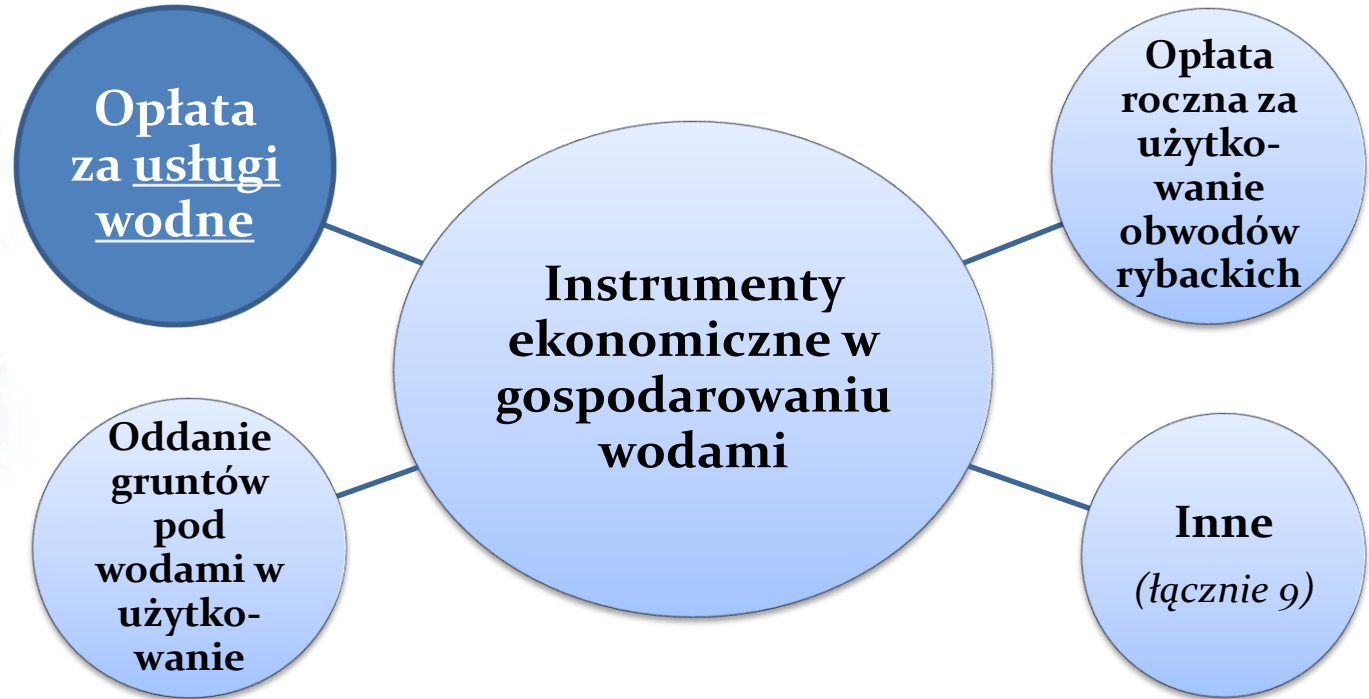 Opłata
za usługi
wodne
Opłata
roczna za
użytko-
wanie
obwodów
rybackich
Instrumenty
ekonomiczne w
gospodarowaniu
wodami
Oddanie
gruntów
pod
wodami w
użytko-
wanie
Inne
(łącznie 9)